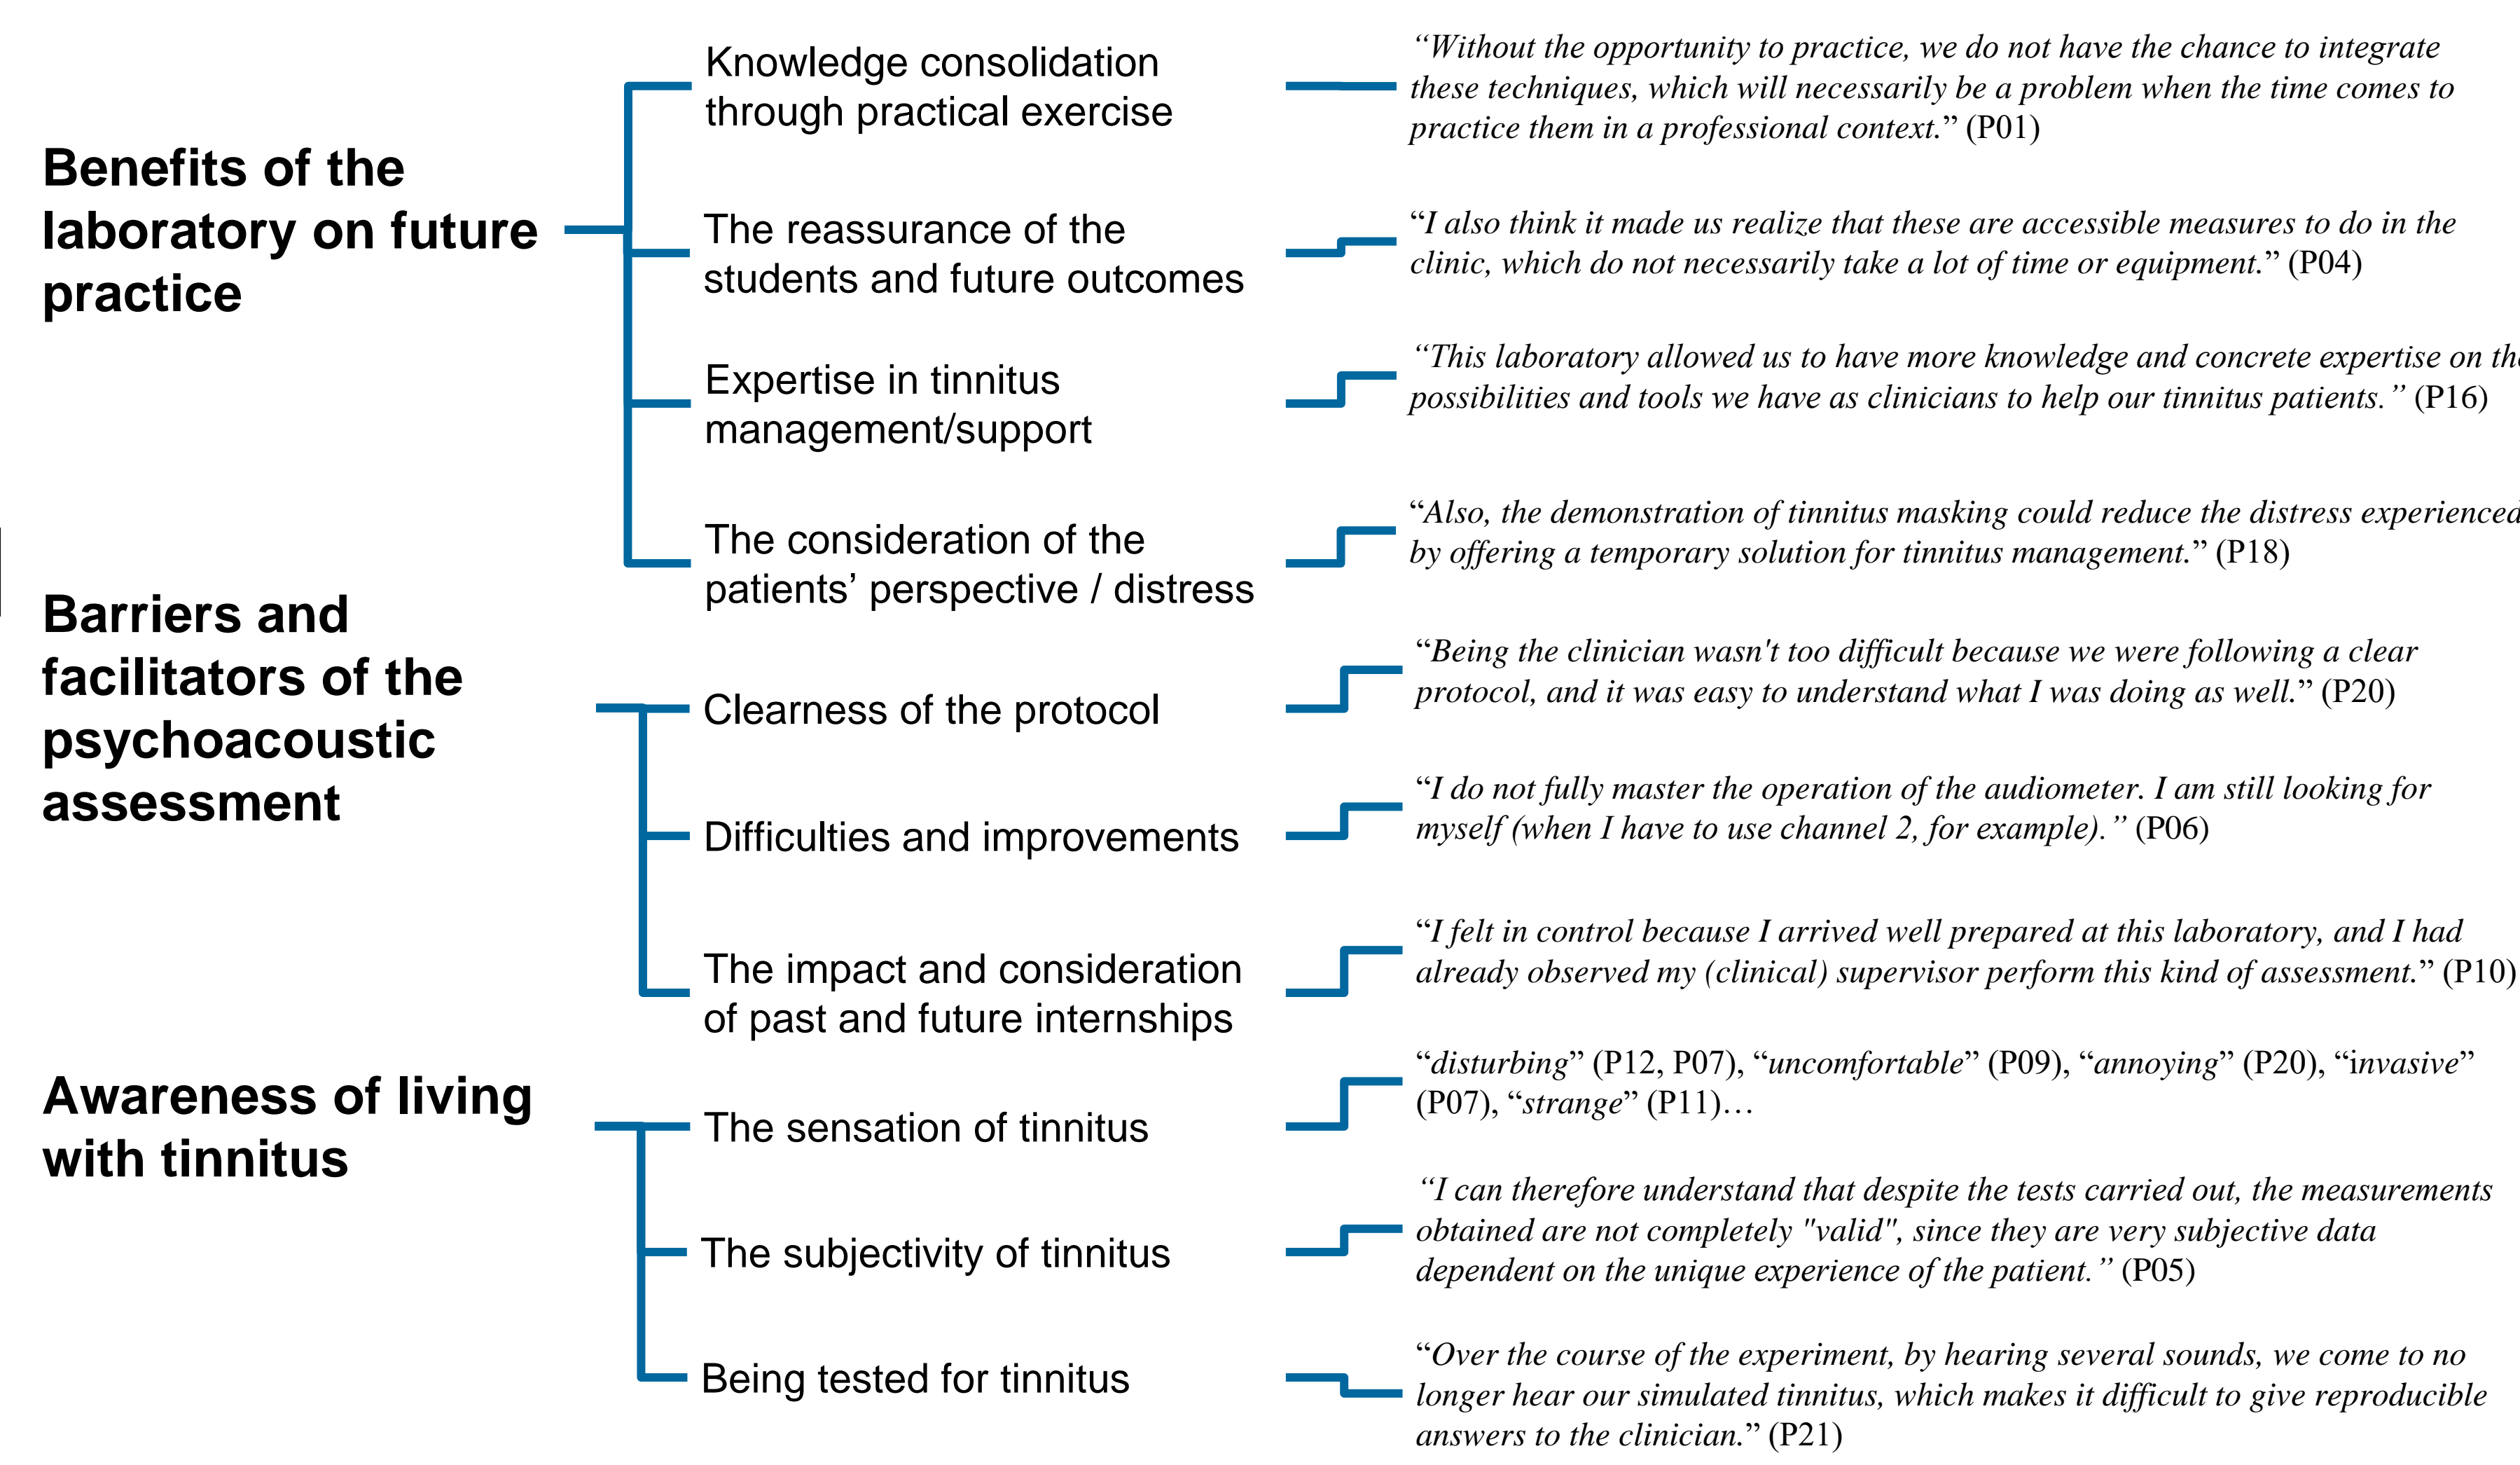 Benefits of the
laboratory on future
practice
Knowledge consolidation
through practical exercise
“Without the opportunity to practice, we do not have the chance to integrate
these techniques, which will necessarily be a problem when the time comes to
practice them in a professional context.” (P01)
The reassurance of the
students and future outcomes
“I also think it made us realize that these are accessible measures to do in the
clinic, which do not necessarily take a lot of time or equipment.” (P04)
Expertise in tinnitus
management/support
“This laboratory allowed us to have more knowledge and concrete expertise on the
possibilities and tools we have as clinicians to help our tinnitus patients.” (P16)
The consideration of the
patients’ perspective / distress
“Also, the demonstration of tinnitus masking could reduce the distress experienced
by offering a temporary solution for tinnitus management.” (P18)
Barriers and
facilitators of the
psychoacoustic
assessment
Clearness of the protocol
“Being the clinician wasn't too difficult because we were following a clear
protocol, and it was easy to understand what I was doing as well.” (P20)
Difficulties and improvements
“I do not fully master the operation of the audiometer. I am still looking for
myself (when I have to use channel 2, for example).” (P06)
The impact and consideration
of past and future internships
“I felt in control because I arrived well prepared at this laboratory, and I had
already observed my (clinical) supervisor perform this kind of assessment.” (P10)
Awareness of living
with tinnitus
The sensation of tinnitus
“disturbing” (P12, P07), “uncomfortable” (P09), “annoying” (P20), “invasive”
(P07), “strange” (P11)…
The subjectivity of tinnitus
“I can therefore understand that despite the tests carried out, the measurements
obtained are not completely "valid", since they are very subjective data
dependent on the unique experience of the patient.” (P05)
Being tested for tinnitus
“Over the course of the experiment, by hearing several sounds, we come to no
longer hear our simulated tinnitus, which makes it difficult to give reproducible
answers to the clinician.” (P21)